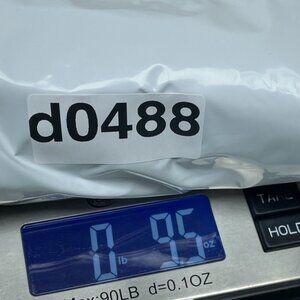 d0488
TARE
HOLD
0 lb 9.5 oz
Max:90LB d=0.1OZ